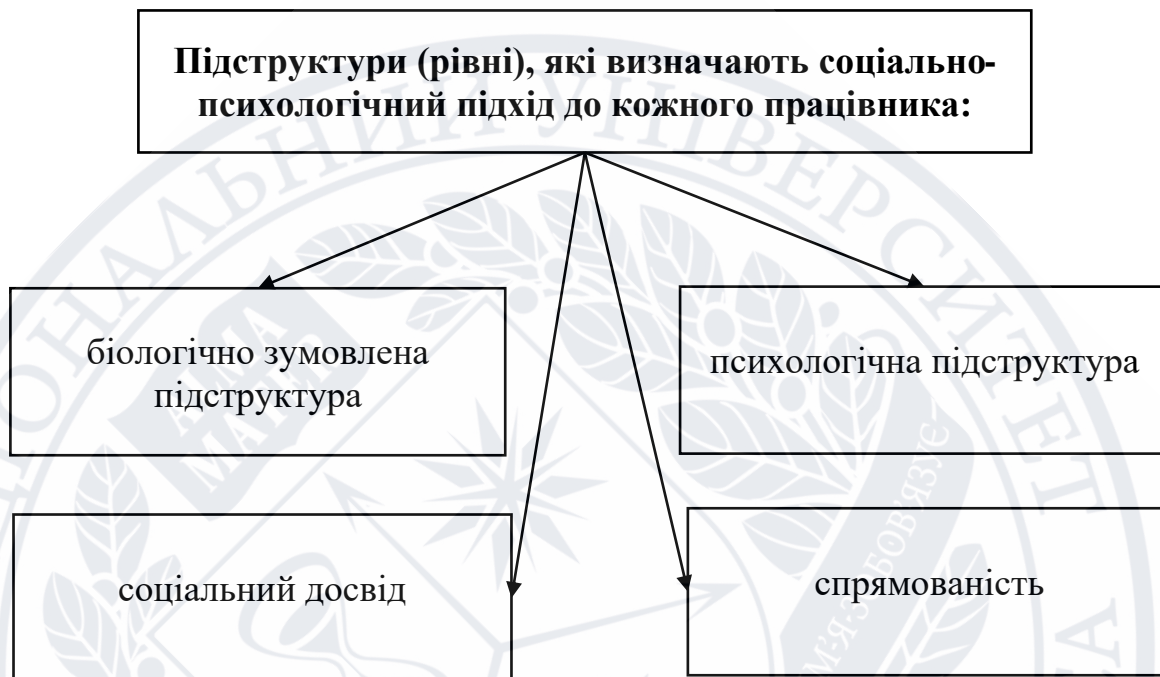 Підструктури (рівні), які визначають соціально-
психологічний підхід до кожного працівника:
біологічно зумовлена
підструктура
психологічна підструктура
соціальний досвід
спрямованість